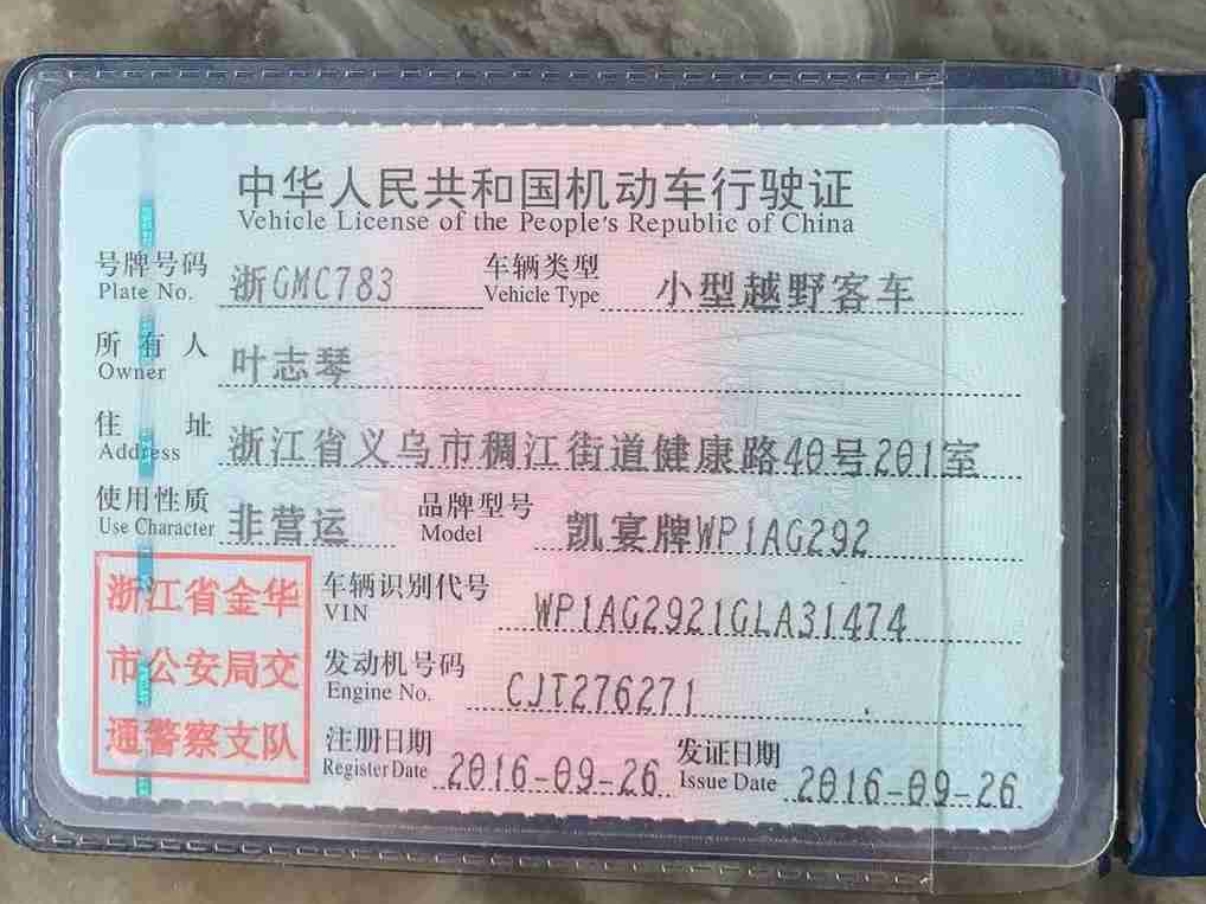 中华人民共和国机动车行驶证
Vehicle License of the People's Republic of China
号牌号码 浙GMC783 车辆类型 小型越野客车
Plate No. Vehicle Type
所有人 叶志琴
Owner
住址 浙江省义乌市稠江街道健康路40号201室
Address
使用性质 非营运 品牌型号 凯宴牌WP1AG292
Use Character Model
浙江省金华
市公安局交
通警察支队
车辆识别代号 WP1AG2921GLA31474
VIN
发动机号码 CJT276271
Engine No.
注册日期 2016-09-26 发证日期 2016-09-26
Register Date Issue Date